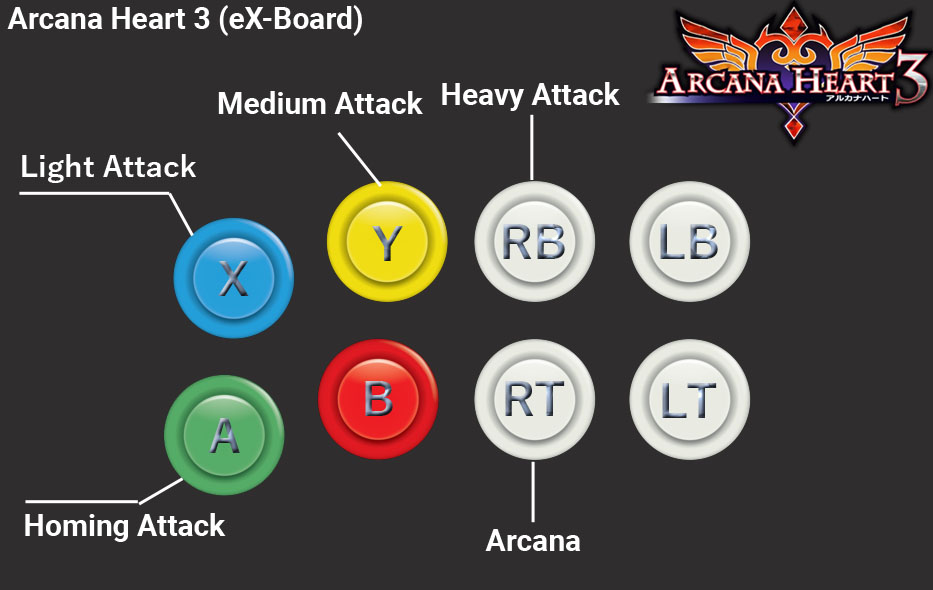 Arcana Heart 3 (eX-Board)
ARCANA HEART 3
アルカナハート
Medium Attack
Heavy Attack
Light Attack
X
Y
RB
LB
A
B
RT
LT
Homing Attack
Arcana